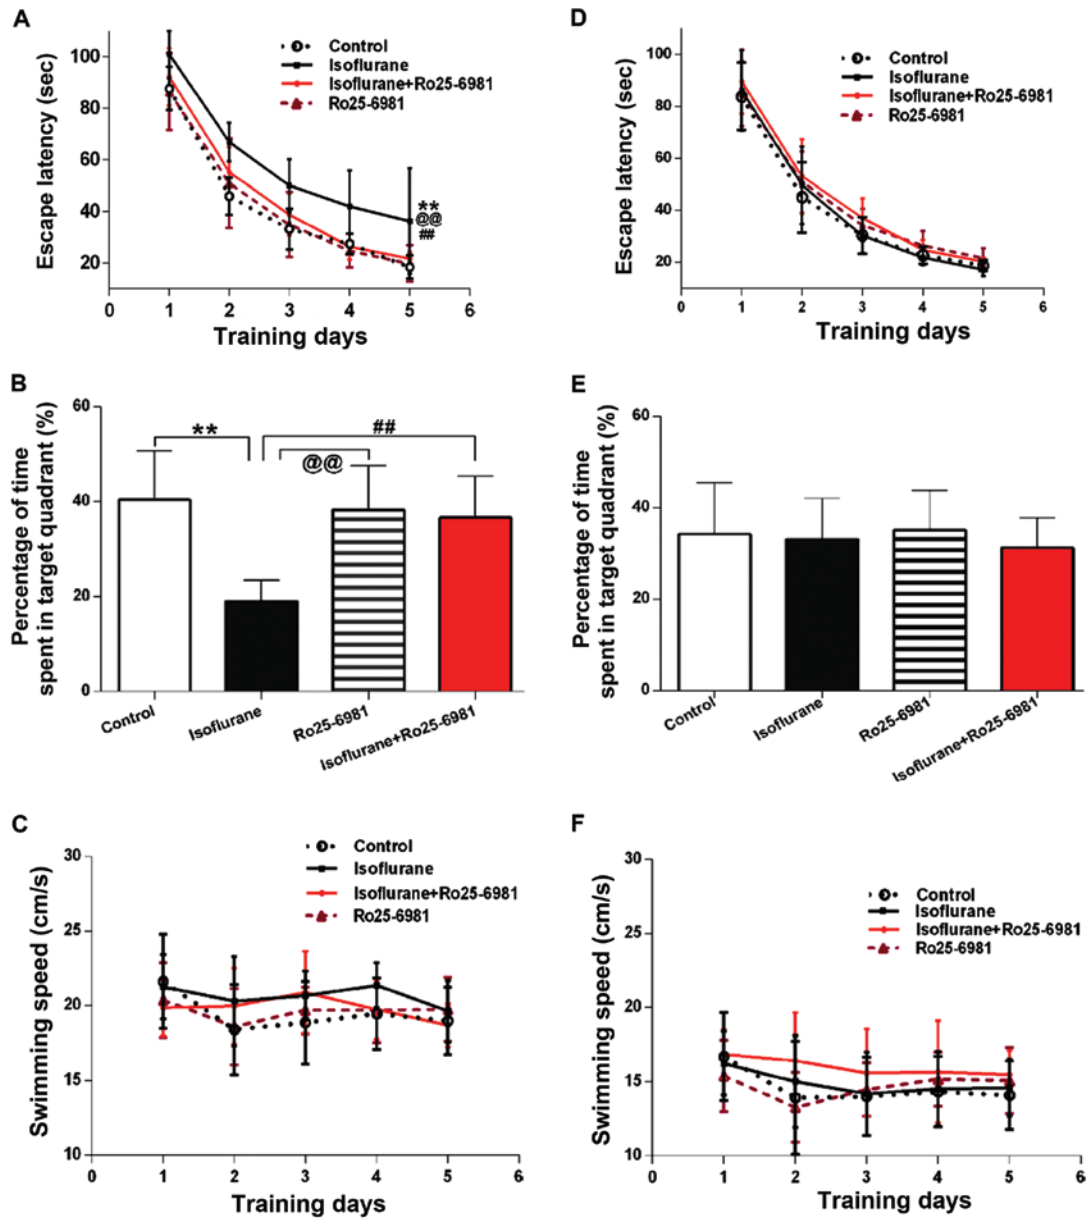 A
Escape latency (sec)
100
80
60
40
20
Control
Isoflurane
Isoflurane+Ro25-6981
Ro25-6981
**
@@
##
0 1 2 3 4 5 6
Training days
D
Escape latency (sec)
100
80
60
40
20
Control
Isoflurane
Isoflurane+Ro25-6981
Ro25-6981
0 1 2 3 4 5 6
Training days
B
Percentage of time
spent in target quadrant (%)
60
40
20
0
**
##
@@
Control
Isoflurane
Ro25-6981
Isoflurane+Ro25-6981
E
Percentage of time
spent in target quadrant (%)
60
40
20
0
Control
Isoflurane
Ro25-6981
Isoflurane+Ro25-6981
C
Swimming speed (cm/s)
30
25
20
15
10
Control
Isoflurane
Isoflurane+Ro25-6981
Ro25-6981
0 1 2 3 4 5 6
Training days
F
Swimming speed (cm/s)
30
25
20
15
10
Control
Isoflurane
Isoflurane+Ro25-6981
Ro25-6981
0 1 2 3 4 5 6
Training days